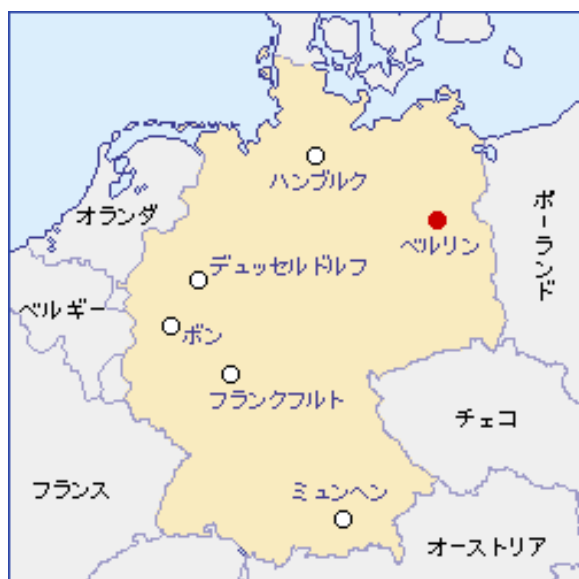 ハンブルク
オランダ
ポーランド
ベルリン
デュッセルドルフ
ベルギー
ボン
フランクフルト
チェコ
フランス
ミュンヘン
オーストリア